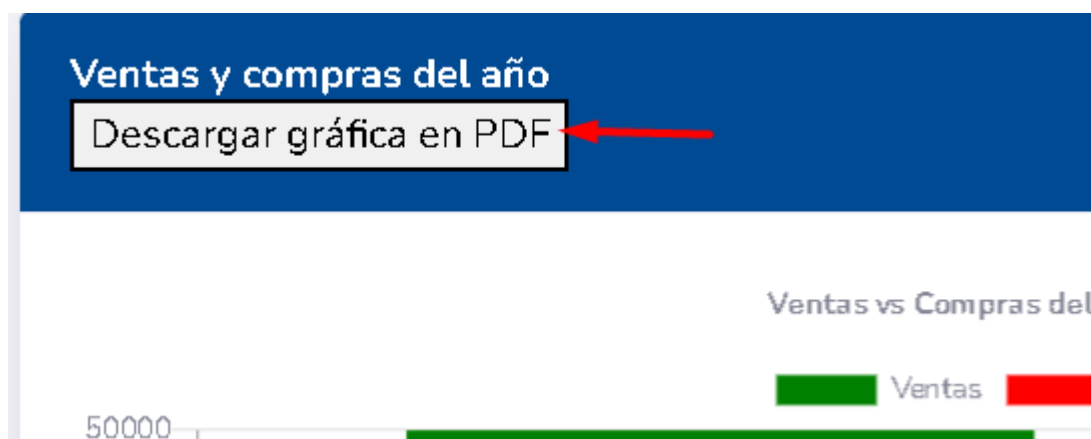 Ventas y compras del año
Descargar gráfica en PDF
Ventas vs Compras del
Ventas
50000